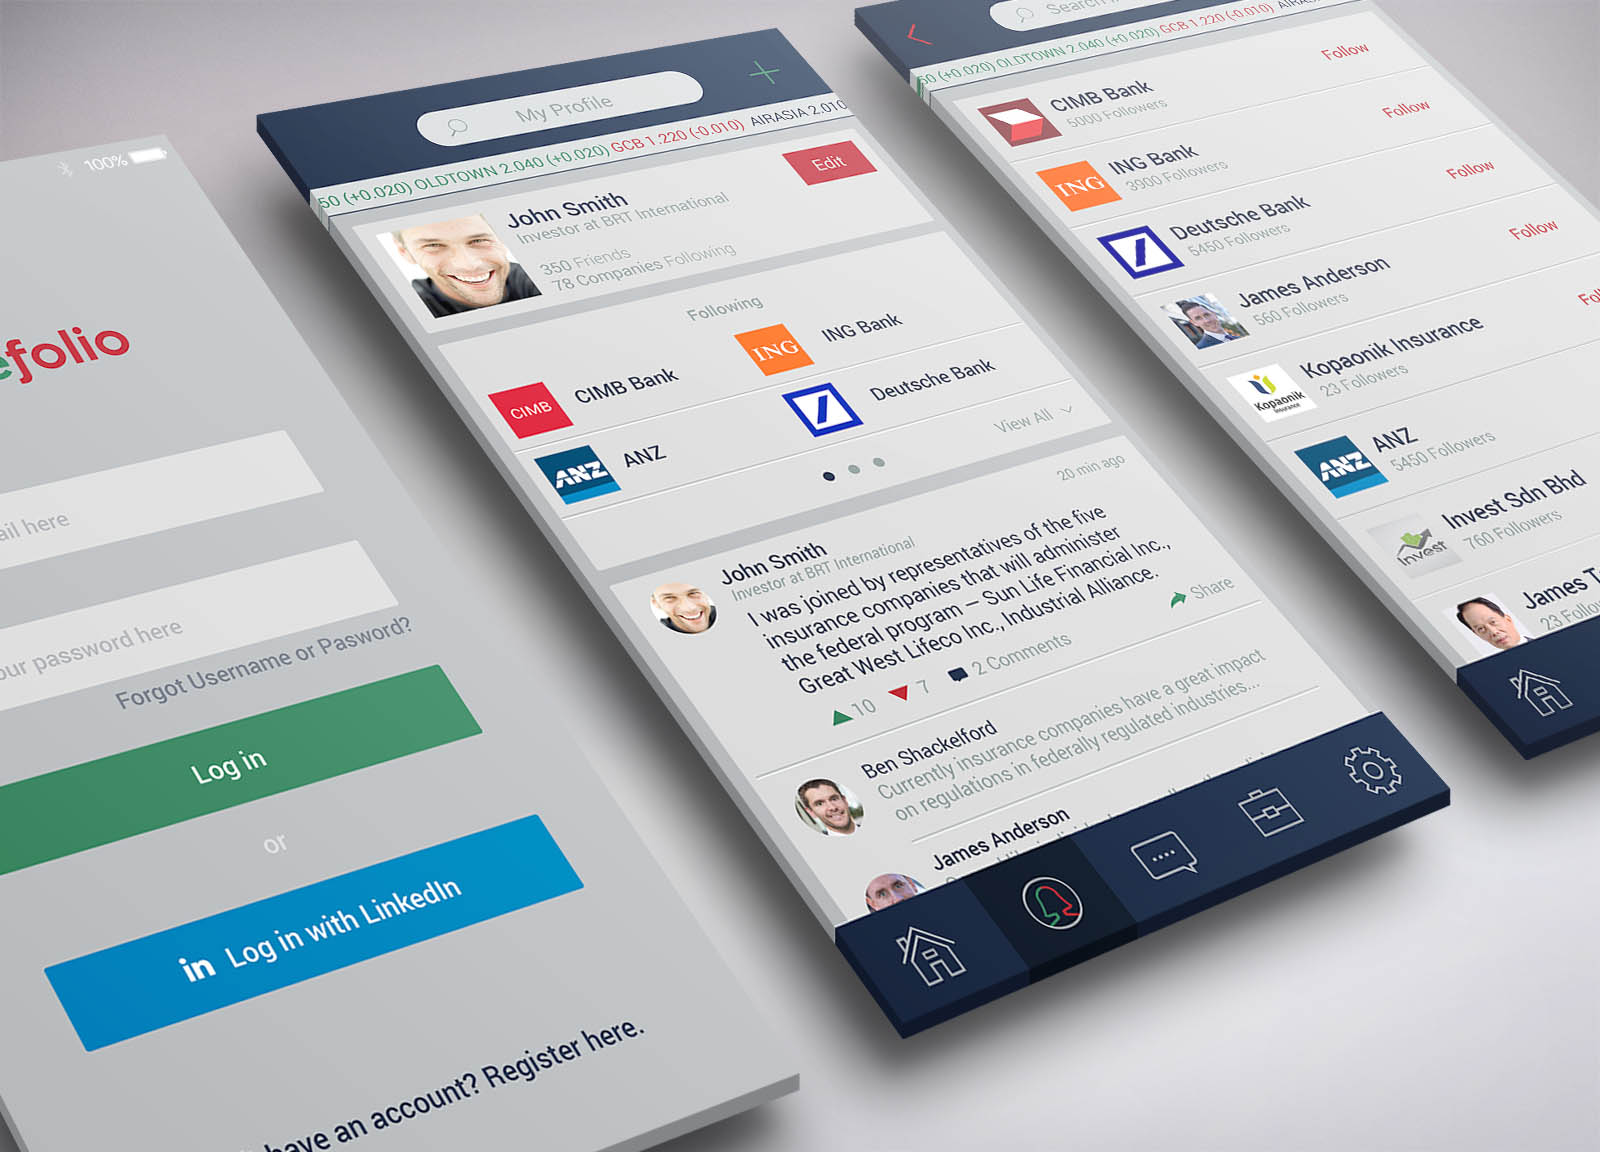 100%
efolio
ail here
our password here
Forgot Username or Pasword?
Log in
or
in Log in with LinkedIn
have an account? Register here.
My Profile
50 (+0.020) OLDTOWN 2.040 (+0.020) GCB 1.220 (-0.010) AIRASIA 2.010
John Smith
Edit
Investor at BRT International
350 Friends
78 Companies Following
Following
CIMB
CIMB Bank
ING
ING Bank
ANZ
ANZ
Deutsche Bank
View All
20 min ago
John Smith
Investor at BRT International
I was joined by representatives of the five
insurance companies that will administer
the federal program — Sun Life Financial Inc.,
Great West Lifeco Inc., Industrial Alliance.
10 7 2 Comments Share
Ben Shackelford
Currently insurance companies have a great impact
on regulations in federally regulated industries...
James Anderson
Search
50 (+0.020) OLDTOWN 2.040 (+0.020) GCB 1.220 (-0.010)
CIMB Bank
5000 Followers
Follow
ING
ING Bank
3900 Followers
Follow
Deutsche Bank
5450 Followers
Follow
James Anderson
560 Followers
Follow
Kopaonik
Insurance
Kopaonik Insurance
23 Followers
Foll
ANZ
ANZ
5450 Followers
Invest
Invest Sdn Bhd
760 Followers
James T
23 Follo